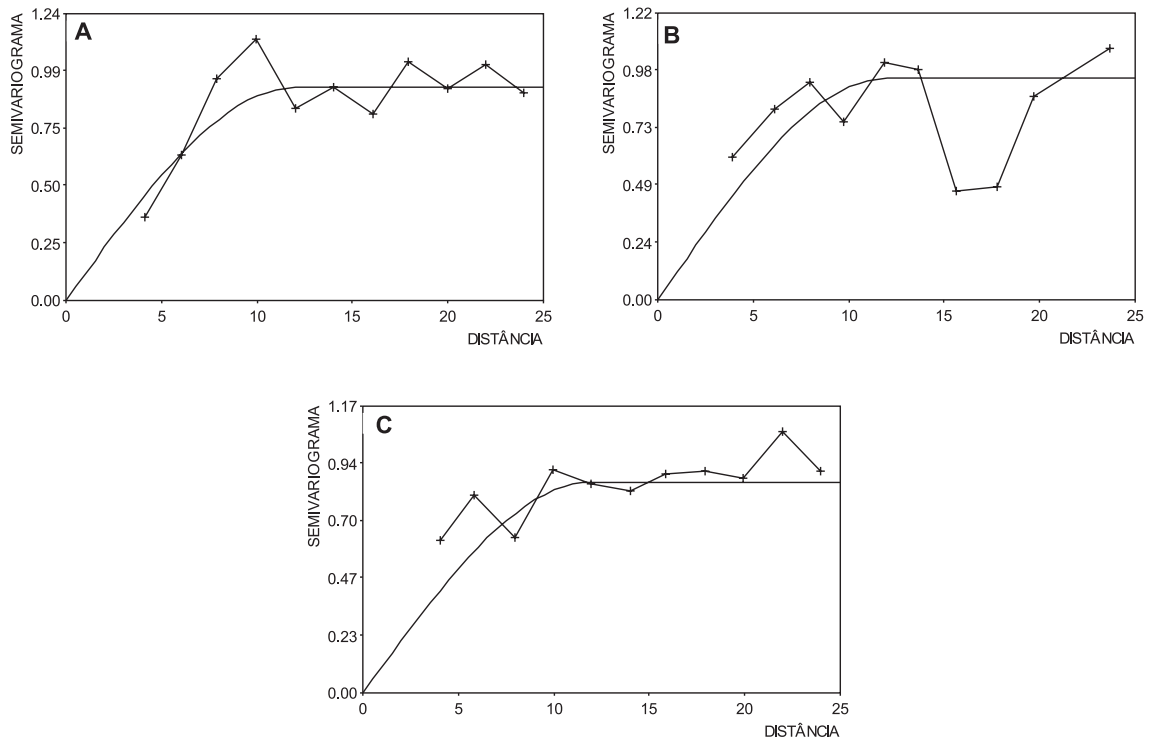 A
SEMIVARIOGRAMA
1.24
0.99
0.75
0.50
0.25
0.00
0 5 10 15 20 25
DISTÂNCIA
B
SEMIVARIOGRAMA
1.22
0.98
0.73
0.49
0.24
0.00
0 5 10 15 20 25
DISTÂNCIA
C
SEMIVARIOGRAMA
1.17
0.94
0.70
0.47
0.23
0.00
0 5 10 15 20 25
DISTÂNCIA